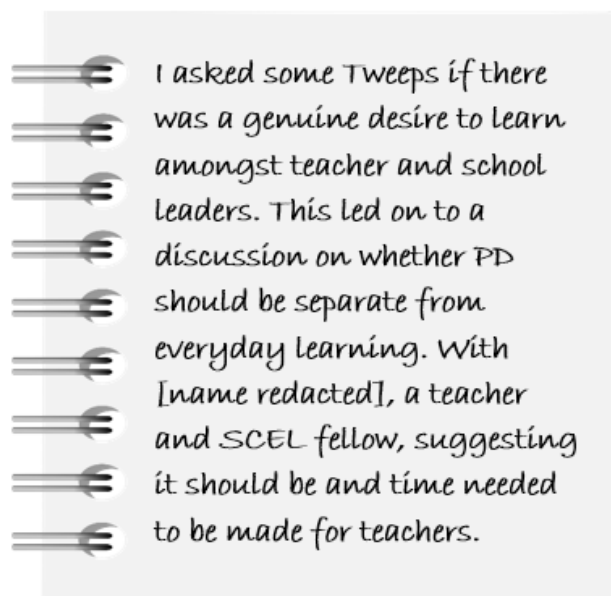 I asked some Tweeps if there
was a genuine desire to learn
amongst teacher and school
leaders. This led on to a
discussion on whether PD
should be separate from
everyday learning. With
[name redacted], a teacher
and SCEL fellow, suggesting
it should be and time needed
to be made for teachers.